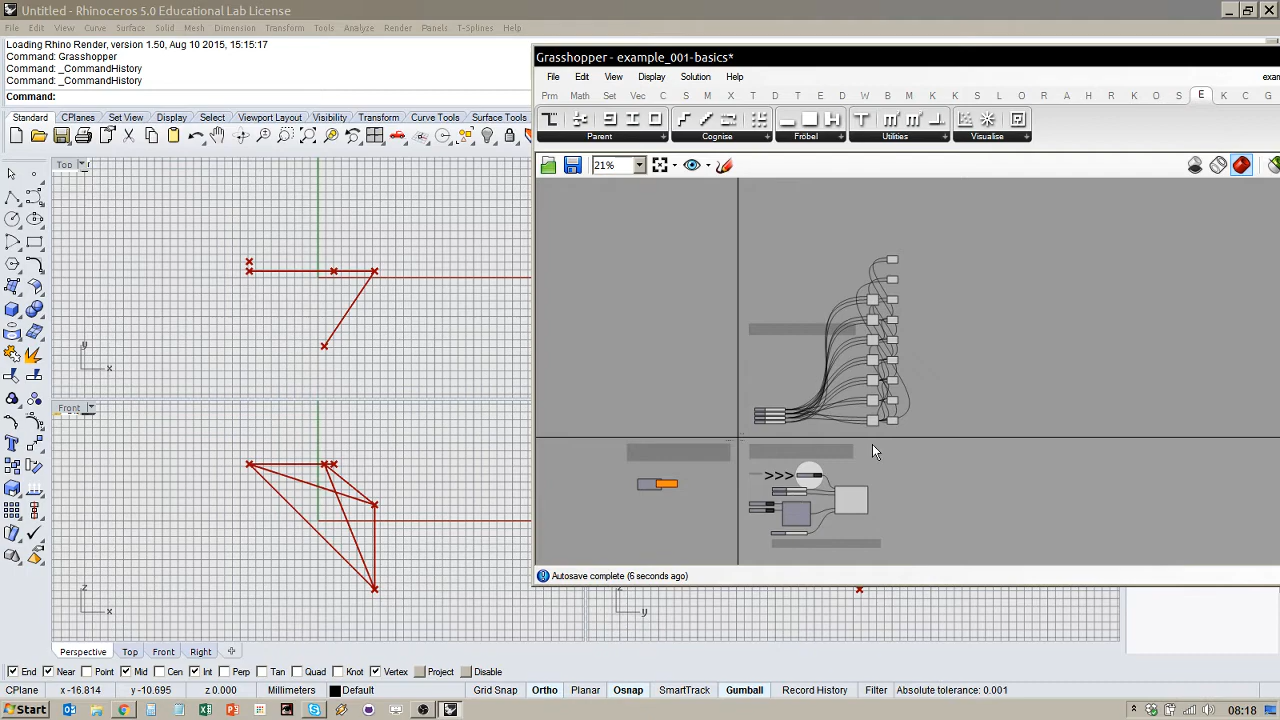 Untitled - Rhinoceros 5.0 Educational Lab License
File Edit View Curve Surface Solid Mesh Dimension Transform Tools Analyze Render Panels T-Splines Help
Loading Rhino Render, version 1.50, Aug 10 2015, 15:15:17
Command: Grasshopper
Command: _CommandHistory
Command: _CommandHistory
Command:
Standard CPlanes Set View Display Select Viewport Layout Visibility Transform Curve Tools Surface Tools
Grasshopper - example_001-basics*
File Edit View Display Solution Help exam
Prm Math Set Vec C S M X T D T E D W B M K K O R U X M K O S E K C G
Parent Cognise Fröbel Utilities Visualise
21%
Top
y
x
Front
z
x
>>>
Autosave complete (6 seconds ago)
z
y
Perspective Top Front Right
End Near Point Mid Cen Int Perp Tan Quad Knot Vertex Project Disable
CPlane x -16.814 y -10.695 z 0.000 Millimeters Default Grid Snap Ortho Planar Osnap SmartTrack Gumball Record History Filter Absolute tolerance: 0.001
Start 08:18